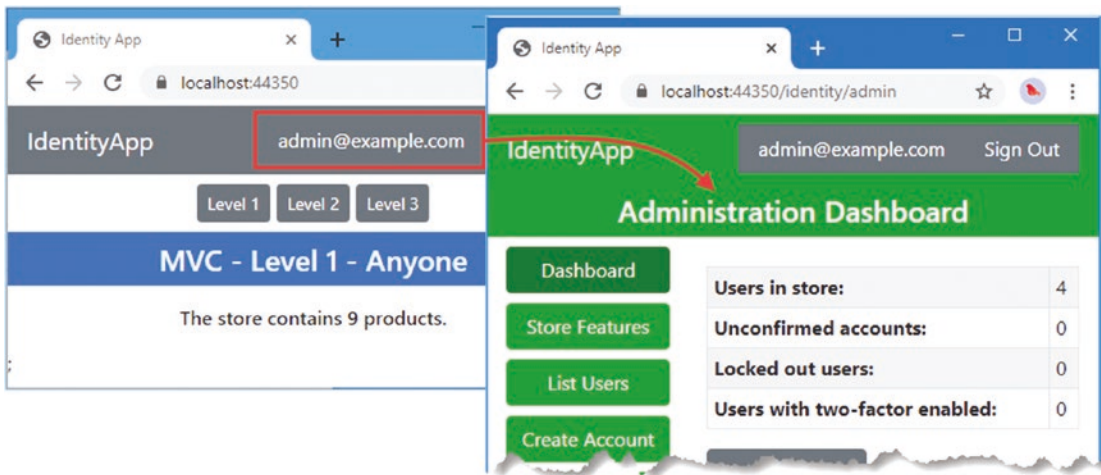 Identity App
localhost:44350
IdentityApp
admin@example.com
Level 1
Level 2
Level 3
MVC - Level 1 - Anyone
The store contains 9 products.
;
Identity App
localhost:44350/identity/admin
IdentityApp
admin@example.com
Sign Out
Administration Dashboard
Dashboard
Store Features
List Users
Create Account
Users in store: 4
Unconfirmed accounts: 0
Locked out users: 0
Users with two-factor enabled: 0